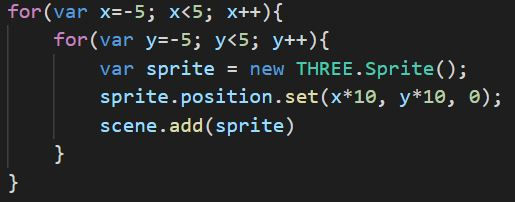 for(var x=-5; x<5; x++){
    for(var y=-5; y<5; y++){
        var sprite = new THREE.Sprite();
        sprite.position.set(x*10, y*10, 0);
        scene.add(sprite)
    }
}